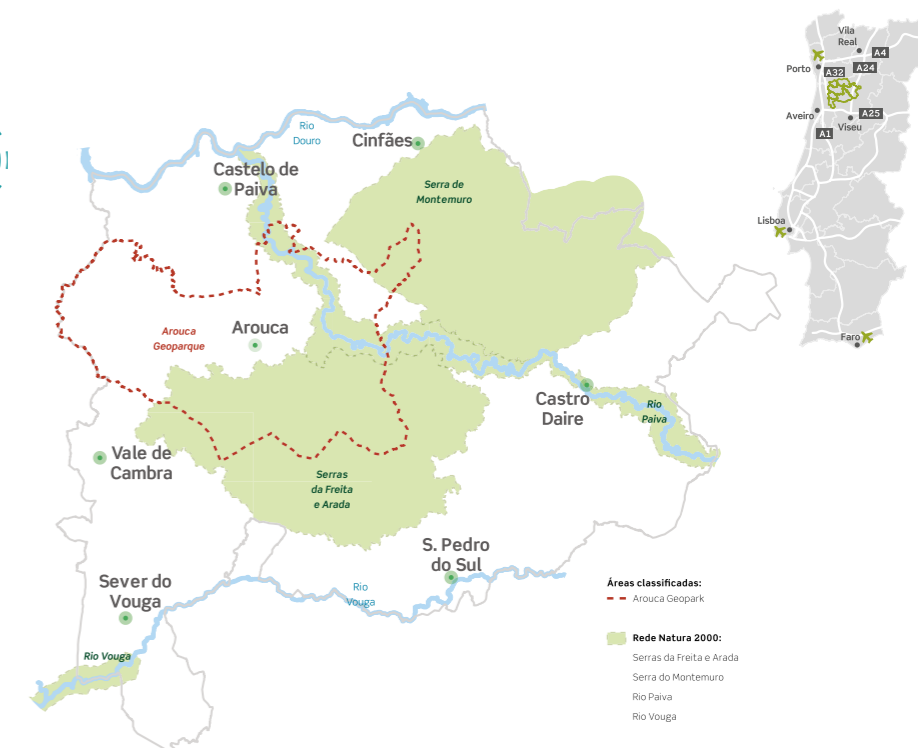 Rio
Douro
Cinfães
Castelo de
Paiva
Serra de
Montemuro
Arouca
Geoparque
Arouca
Castro
Daire
Rio
Paiva
Vale de
Cambra
Serras
da Freita
e Arada
S. Pedro
do Sul
Sever do
Vouga
Rio
Vouga
Rio Vouga
Vila
Real
A4
Porto
A32
A24
Aveiro
A25
Viseu
A1
Lisboa
Faro
Áreas classificadas:
Arouca Geopark
Rede Natura 2000:
Serras da Freita e Arada
Serra do Montemuro
Rio Paiva
Rio Vouga